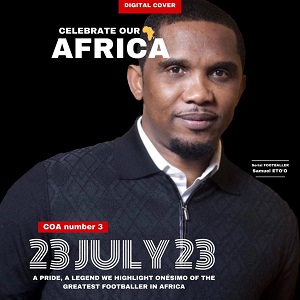 DIGITAL COVER
CELEBRATE OUR
AFRICA
Serial FOOTBALLER
Samuel ETO'O
COA number 3
23 JULY 23
A PRIDE, A LEGEND WE HIGHLIGHT ONÉSIMO OF THE
GREATEST FOOTBALLER IN AFRICA